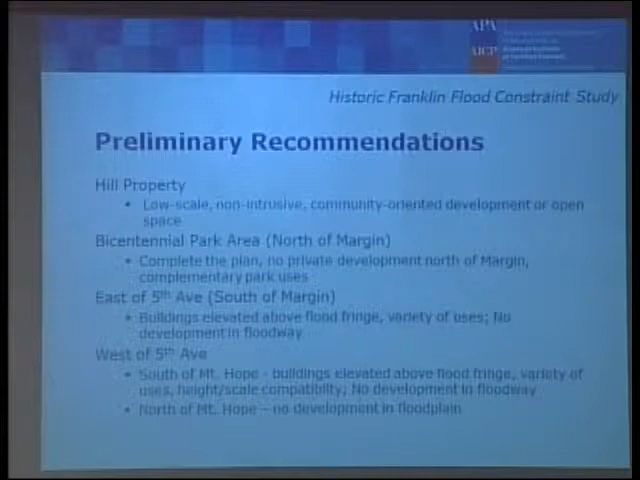 APA
AICP
Historic Franklin Flood Constraint Study
Preliminary Recommendations
Hill Property
• Low-scale, non-intrusive, community-oriented development or open
space
Bicentennial Park Area (North of Margin)
• Complete the plan, no private development north of Margin,
complementary park uses
East of 5th Ave (South of Margin)
• Buildings elevated above flood fringe, variety of uses; No
development in floodway
West of 5th Ave
• South of Mt. Hope - buildings elevated above flood fringe, variety of
uses, height/scale compatiblity; No development in floodway
• North of Mt. Hope – no development in floodplain